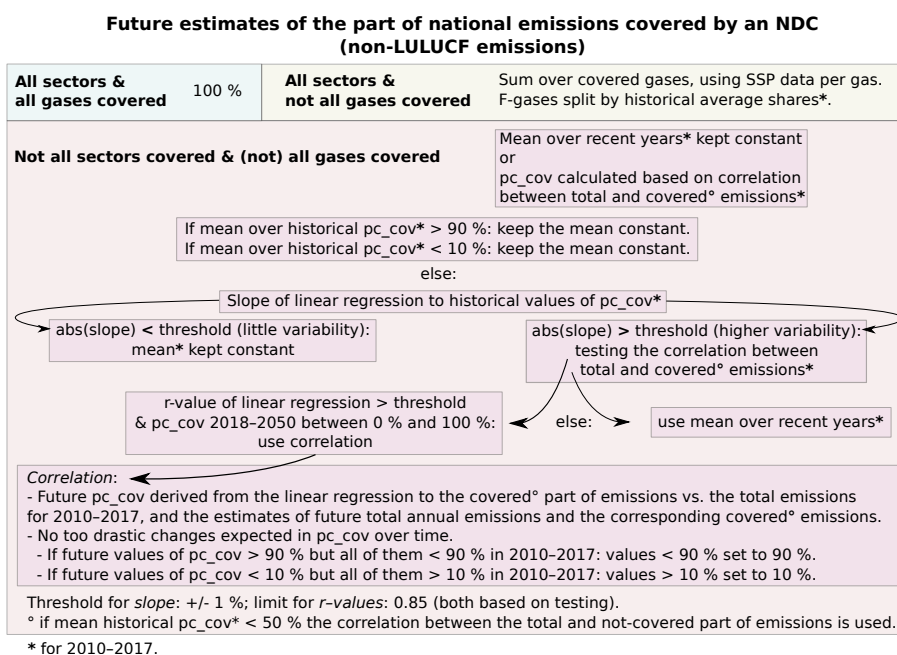 Future estimates of the part of national emissions covered by an NDC
(non-LULUCF emissions)
All sectors &
all gases covered
100 %
All sectors &
not all gases covered
Sum over covered gases, using SSP data per gas.
F-gases split by historical average shares*.
Not all sectors covered & (not) all gases covered
Mean over recent years* kept constant
or
pc_cov calculated based on correlation
between total and covered° emissions*
If mean over historical pc_cov* > 90 %: keep the mean constant.
If mean over historical pc_cov* < 10 %: keep the mean constant.
else:
Slope of linear regression to historical values of pc_cov*
abs(slope) < threshold (little variability):
mean* kept constant
abs(slope) > threshold (higher variability):
testing the correlation between
total and covered° emissions*
r-value of linear regression > threshold
& pc_cov 2018–2050 between 0 % and 100 %:
use correlation
else:
use mean over recent years*
Correlation:
- Future pc_cov derived from the linear regression to the covered° part of emissions vs. the total emissions
for 2010–2017, and the estimates of future total annual emissions and the corresponding covered° emissions.
- No too drastic changes expected in pc_cov over time.
- If future values of pc_cov > 90 % but all of them < 90 % in 2010–2017: values < 90 % set to 90 %.
- If future values of pc_cov < 10 % but all of them > 10 % in 2010–2017: values > 10 % set to 10 %.
Threshold for slope: +/- 1 %; limit for r–values: 0.85 (both based on testing).
° if mean historical pc_cov* < 50 % the correlation between the total and not-covered part of emissions is used.
* for 2010–2017.